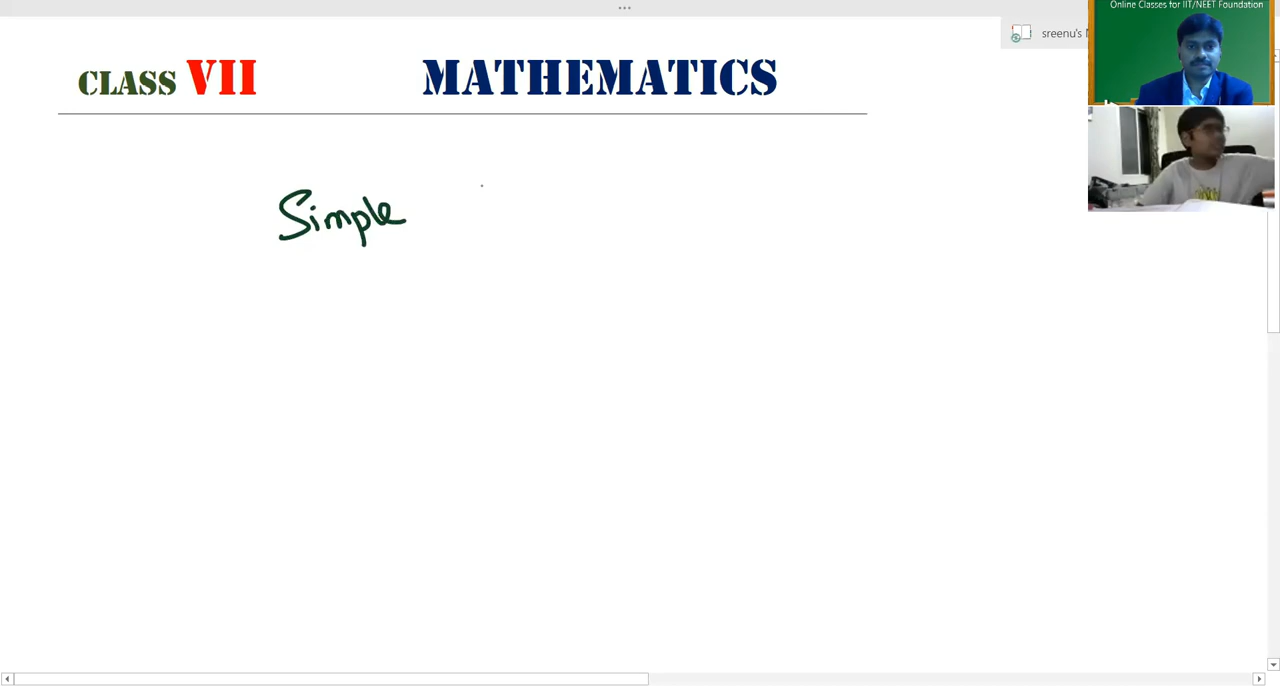 Online Classes for IIT/NEET Foundation
sreenu's
CLASS VII MATHEMATICS
Simple